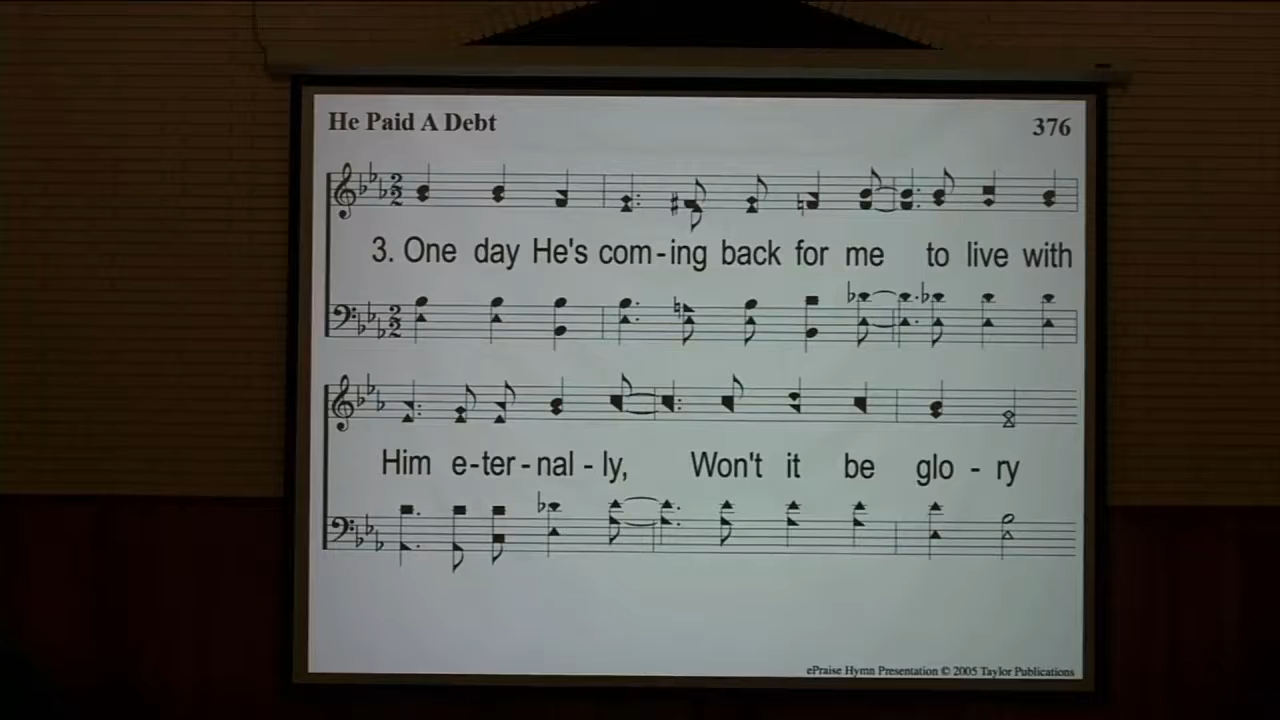 He Paid A Debt
376
3. One day He's com-ing back for me to live with
Him e-ter-nal-ly, Won't it be glo-ry
ePraise Hymn Presentation © 2005 Taylor Publications